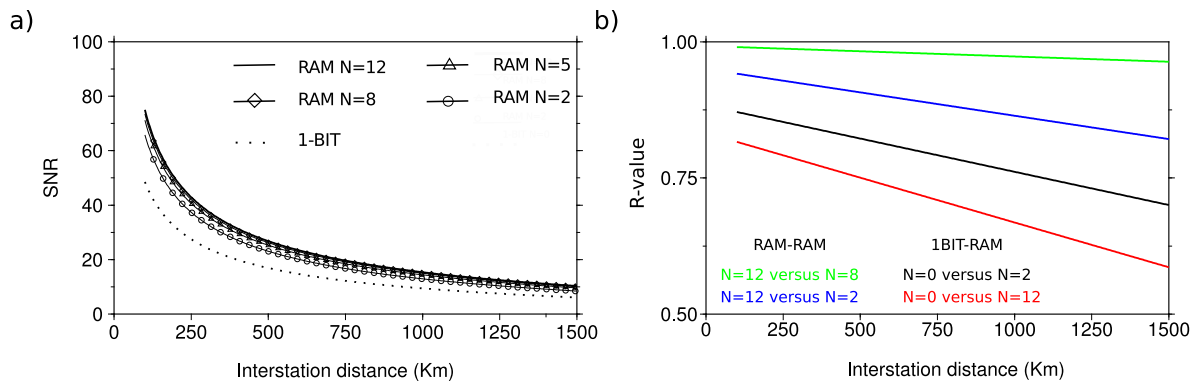 a)
100
80
60
40
20
0
SNR
RAM N=12
RAM N=5
RAM N=8
RAM N=2
1-BIT
0 250 500 750 1000 1250 1500
Interstation distance (Km)
b)
1.00
0.75
0.50
R-value
RAM-RAM 1BIT-RAM
N=12 versus N=8 N=0 versus N=2
N=12 versus N=2 N=0 versus N=12
0 250 500 750 1000 1250 1500
Interstation distance (Km)